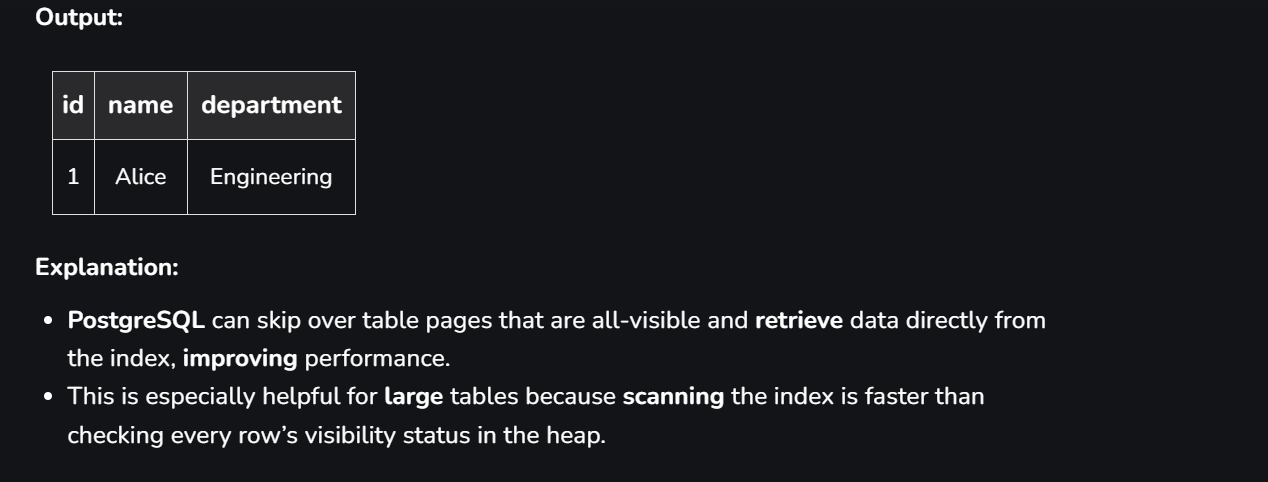 Output:
id name department
1 Alice Engineering
Explanation:
PostgreSQL can skip over table pages that are all-visible and retrieve data directly from
the index, improving performance.
This is especially helpful for large tables because scanning the index is faster than
checking every row’s visibility status in the heap.